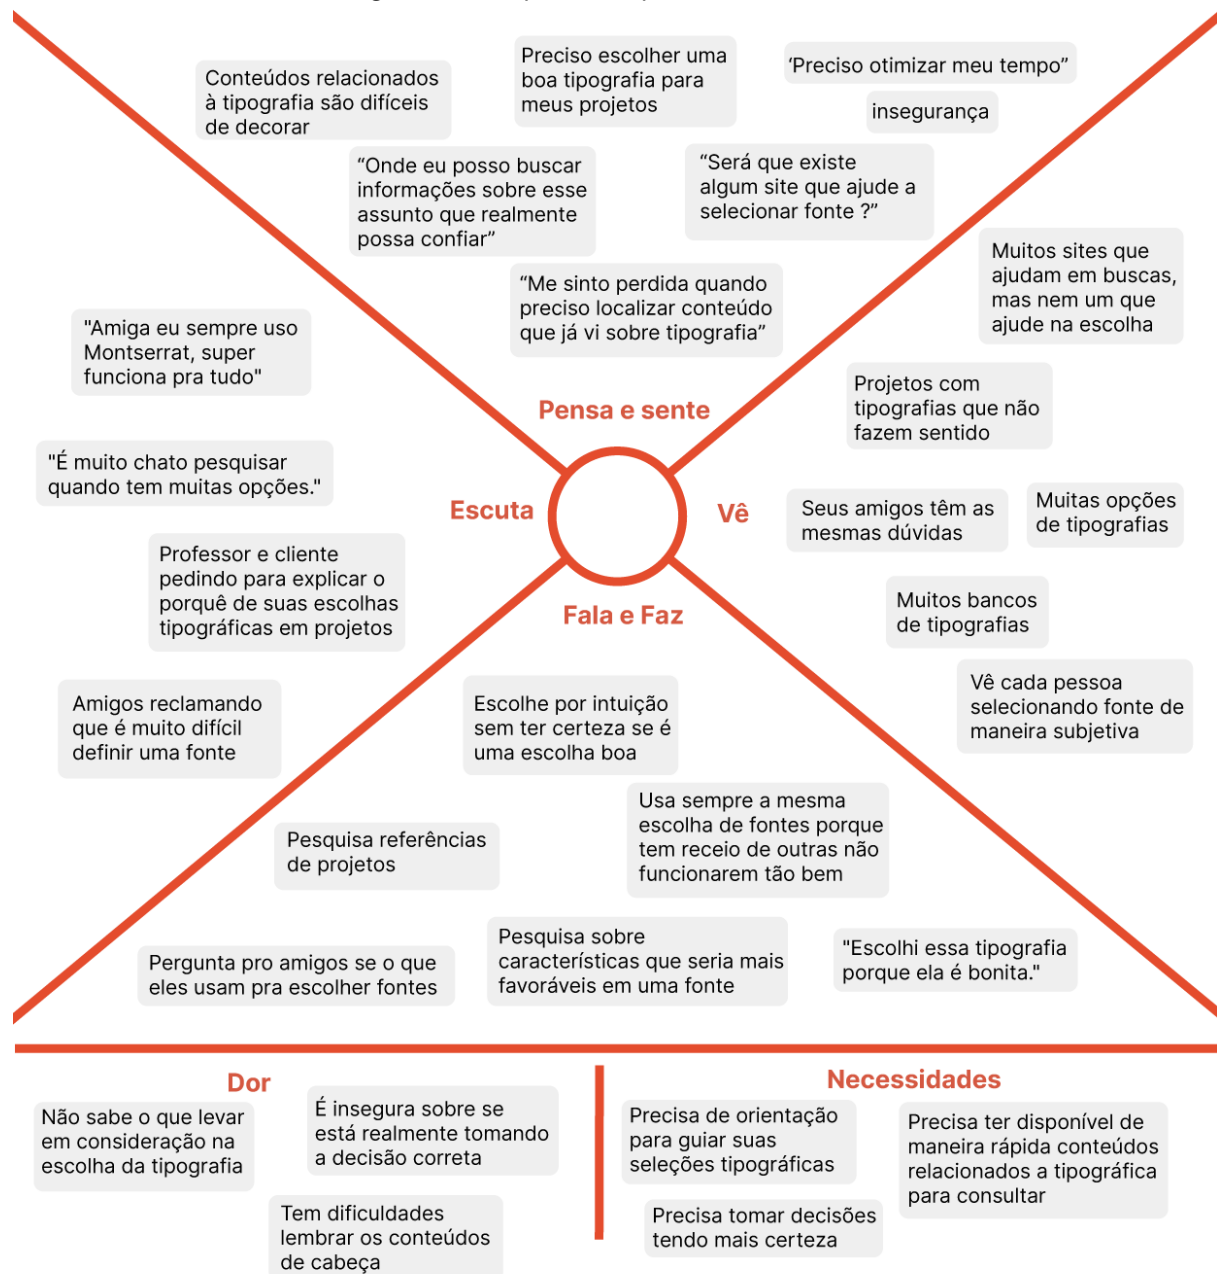 Conteúdos relacionados
à tipografia são difíceis
de decorar
Preciso escolher uma
boa tipografia para
meus projetos
‘Preciso otimizar meu tempo”
insegurança
“Onde eu posso buscar
informações sobre esse
assunto que realmente
possa confiar”
“Será que existe
algum site que ajude a
selecionar fonte ?”
“Me sinto perdida quando
preciso localizar conteúdo
que já vi sobre tipografia”
Pensa e sente
"Amiga eu sempre uso
Montserrat, super
funciona pra tudo"
"É muito chato pesquisar
quando tem muitas opções."
Escuta
Professor e cliente
pedindo para explicar o
porquê de suas escolhas
tipográficas em projetos
Amigos reclamando
que é muito difícil
definir uma fonte
Muitos sites que
ajudam em buscas,
mas nem um que
ajude na escolha
Projetos com
tipografias que não
fazem sentido
Vê
Seus amigos têm as
mesmas dúvidas
Muitas opções
de tipografias
Muitos bancos
de tipografias
Vê cada pessoa
selecionando fonte de
maneira subjetiva
Fala e Faz
Escolhe por intuição
sem ter certeza se é
uma escolha boa
Usa sempre a mesma
escolha de fontes porque
tem receio de outras não
funcionarem tão bem
Pesquisa referências
de projetos
Pergunta pro amigos se o que
eles usam pra escolher fontes
Pesquisa sobre
características que seria mais
favoráveis em uma fonte
"Escolhi essa tipografia
porque ela é bonita."
Dor
Não sabe o que levar
em consideração na
escolha da tipografia
É insegura sobre se
está realmente tomando
a decisão correta
Tem dificuldades
lembrar os conteúdos
de cabeça
Necessidades
Precisa de orientação
para guiar suas
seleções tipográficas
Precisa ter disponível de
maneira rápida conteúdos
relacionados a tipográfica
para consultar
Precisa tomar decisões
tendo mais certeza